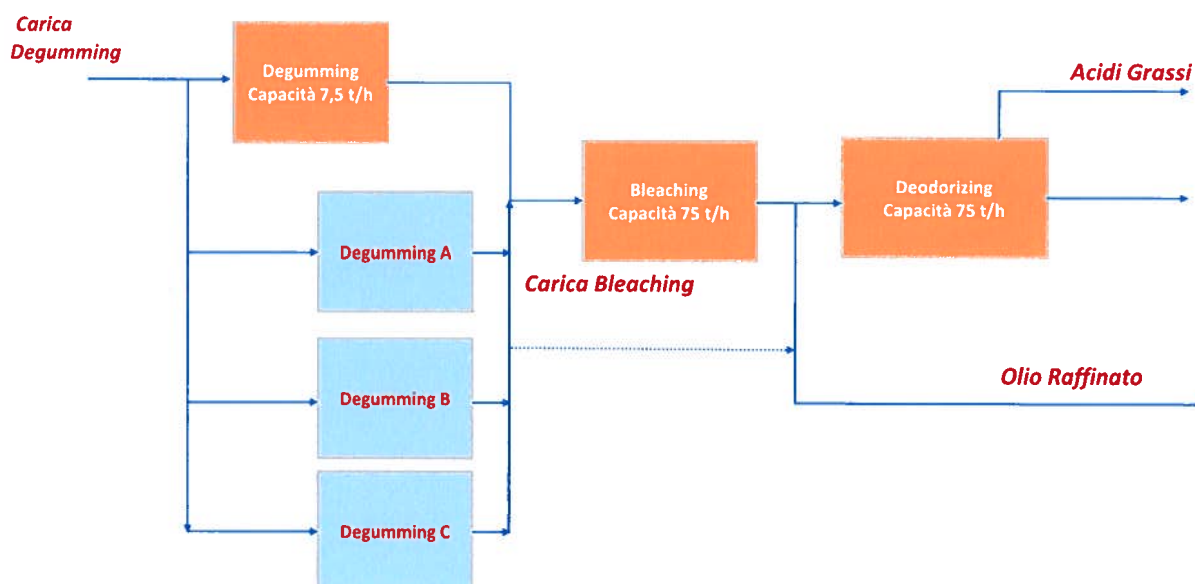 Carica
Degumming
Degumming
Capacità 7,5 t/h
Acidi Grassi
Bleaching
Capacità 75 t/h
Deodorizing
Capacità 75 t/h
Degumming A
Carica Bleaching
Degumming B
Olio Raffinato
Degumming C